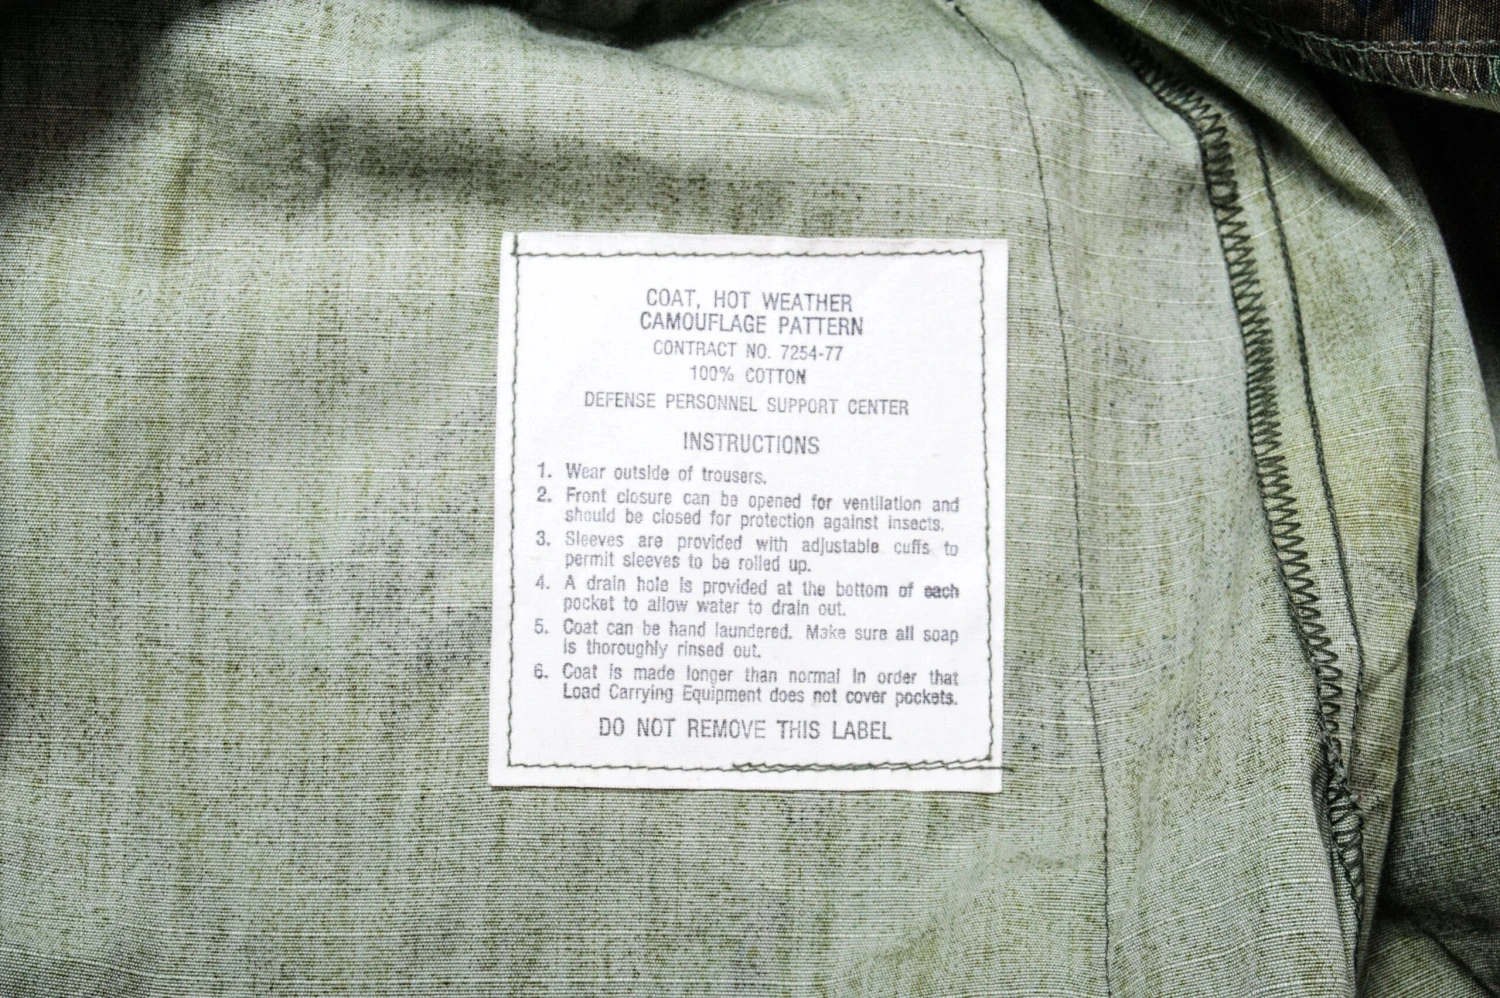 COAT, HOT WEATHER
CAMOUFLAGE PATTERN
CONTRACT NO. 7254-77
100% COTTON
DEFENSE PERSONNEL SUPPORT CENTER
INSTRUCTIONS
1. Wear outside of trousers.
2. Front closure can be opened for ventilation and
should be closed for protection against insects.
3. Sleeves are provided with adjustable cuffs to
permit sleeves to be rolled up.
4. A drain hole is provided at the bottom of each
pocket to allow water to drain out.
5. Coat can be hand laundered. Make sure all soap
is thoroughly rinsed out.
6. Coat is made longer than normal in order that
Load Carrying Equipment does not cover pockets.
DO NOT REMOVE THIS LABEL